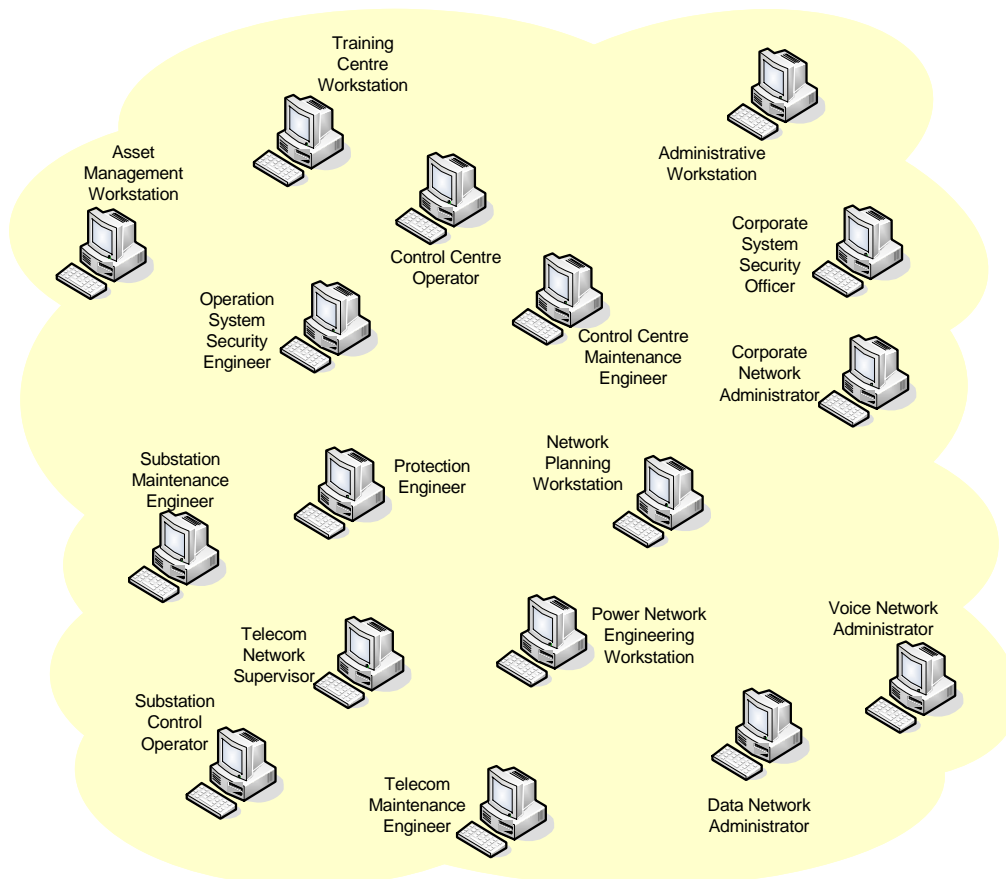 Training
Centre
Workstation
Administrative
Workstation
Asset
Management
Workstation
Control Centre
Operator
Corporate
System
Security
Officer
Operation
System
Security
Engineer
Control Centre
Maintenance
Engineer
Corporate
Network
Administrator
Substation
Maintenance
Engineer
Protection
Engineer
Network
Planning
Workstation
Telecom
Network
Supervisor
Power Network
Engineering
Workstation
Voice Network
Administrator
Substation
Control
Operator
Telecom
Maintenance
Engineer
Data Network
Administrator